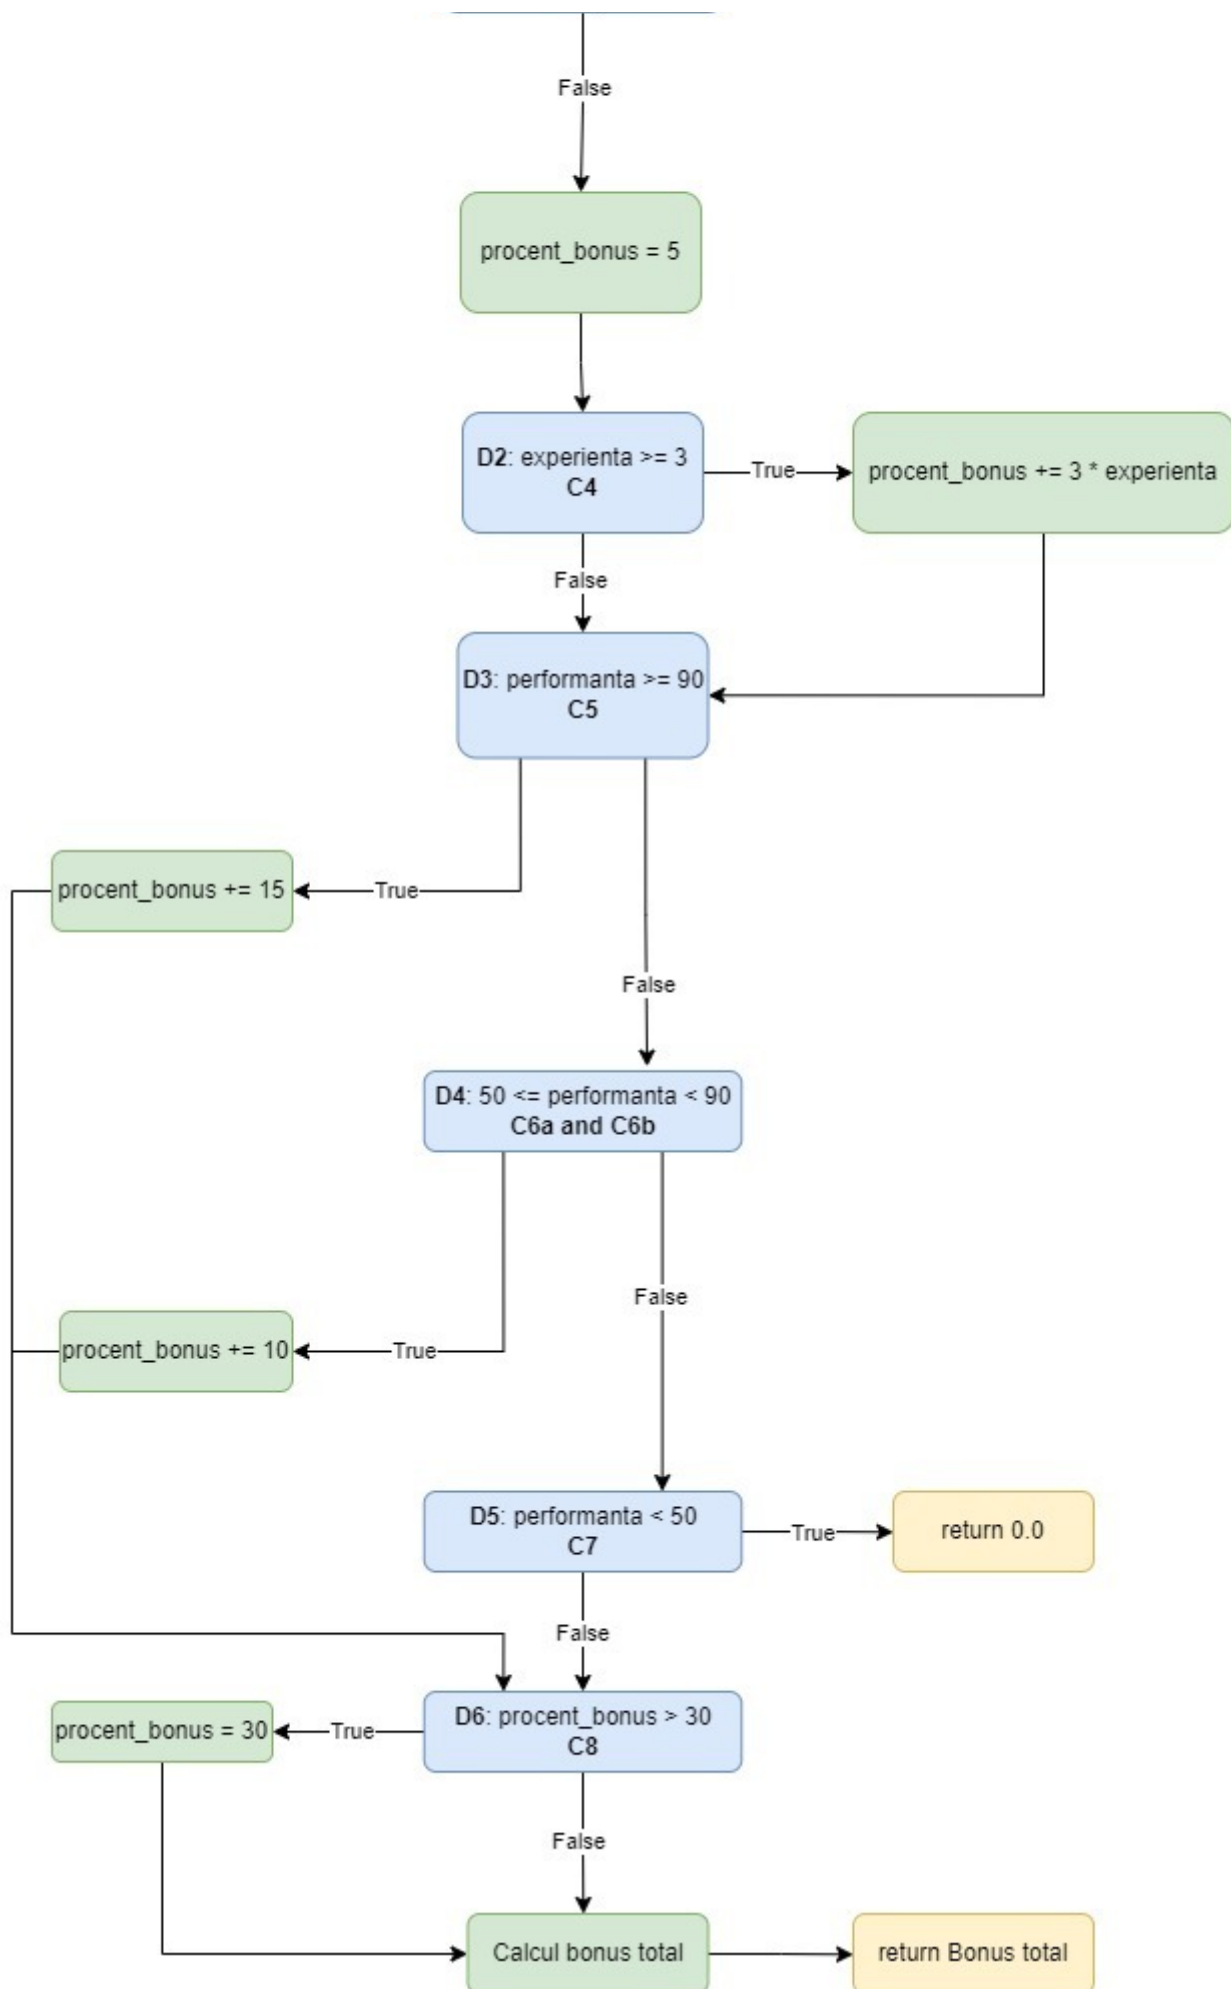 False
procent_bonus = 5
D2: experienta >= 3
C4
True
procent_bonus += 3 * experienta
False
D3: performanta >= 90
C5
procent_bonus += 15
True
False
D4: 50 <= performanta < 90
C6a and C6b
False
procent_bonus += 10
True
D5: performanta < 50
C7
True
return 0.0
False
procent_bonus = 30
True
D6: procent_bonus > 30
C8
False
Calcul bonus total
return Bonus total